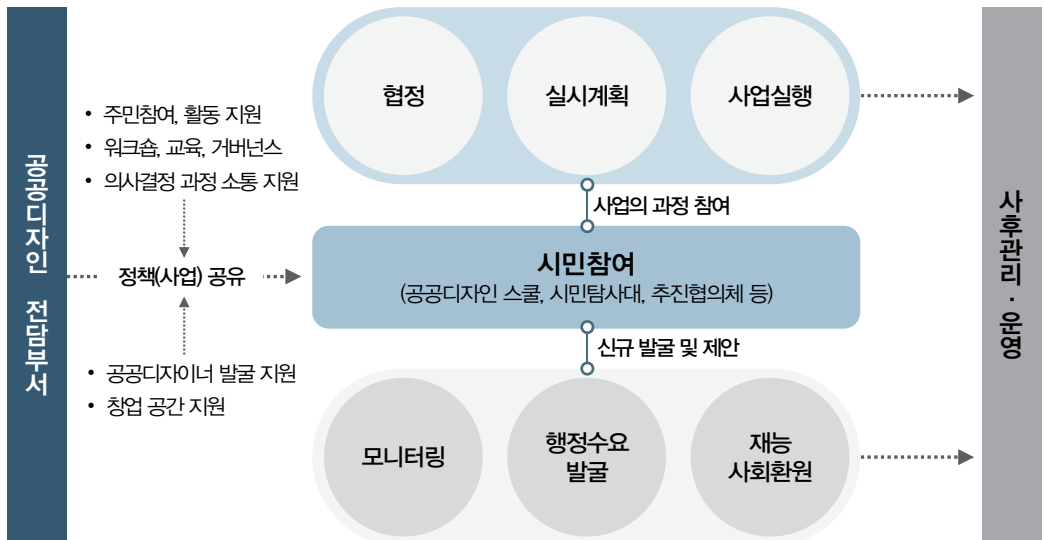 공공디자인 전담부서
• 주민참여, 활동 지원
• 워크숍, 교육, 거버넌스
• 의사결정 과정 소통 지원
정책(사업) 공유
• 공공디자이너 발굴 지원
• 창업 공간 지원
협정
실시계획
사업실행
사업의 과정 참여
시민참여
(공공디자인 스쿨, 시민탐사대, 추진협의체 등)
신규 발굴 및 제안
모니터링
행정수요
발굴
재능
사회환원
사후관리 · 운영